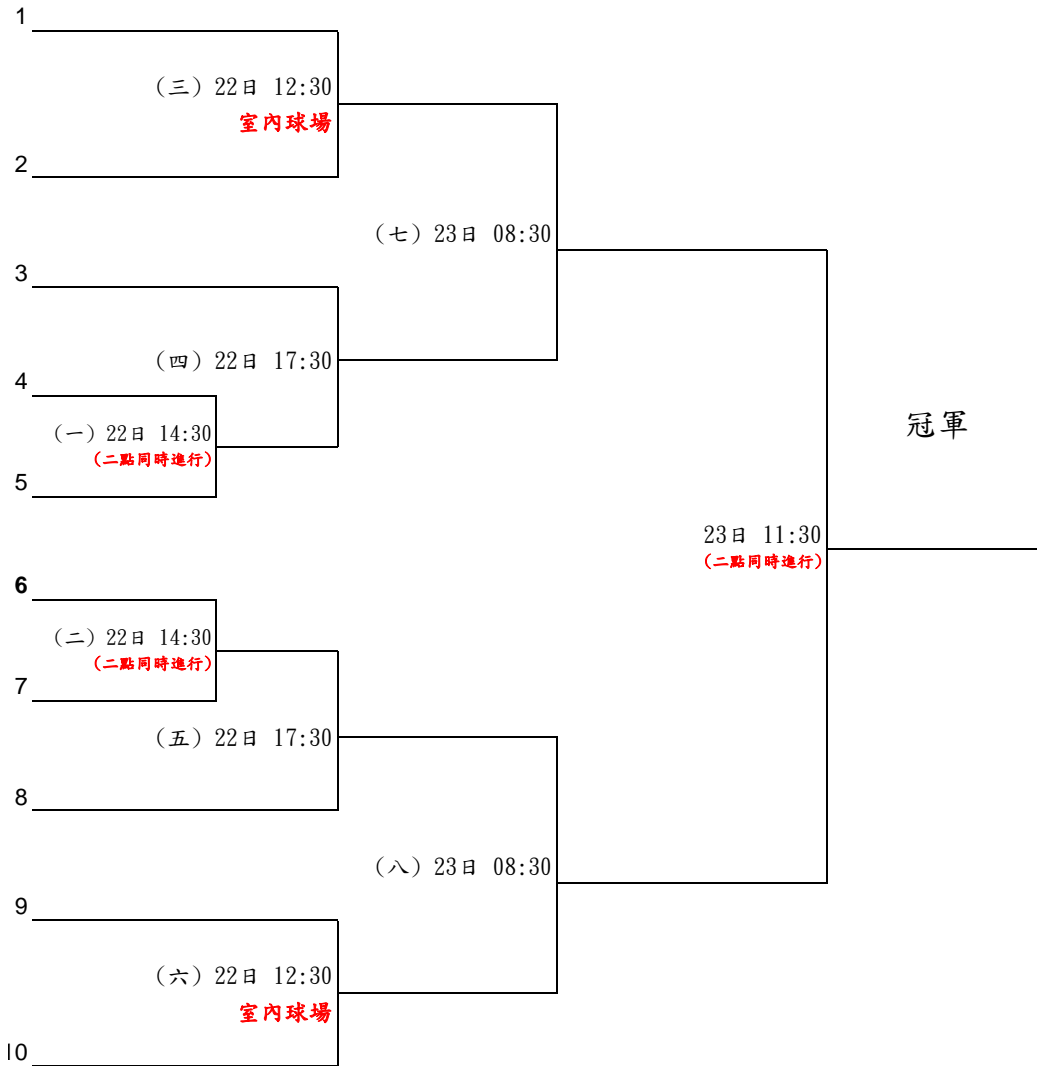 1
(三) 22日 12:30
室內球場
2
(七) 23日 08:30
3
(四) 22日 17:30
4
(一) 22日 14:30
(二點同時進行)
5
冠軍
23日 11:30
(二點同時進行)
6
(二) 22日 14:30
(二點同時進行)
7
(五) 22日 17:30
8
(八) 23日 08:30
9
(六) 22日 12:30
室內球場
10